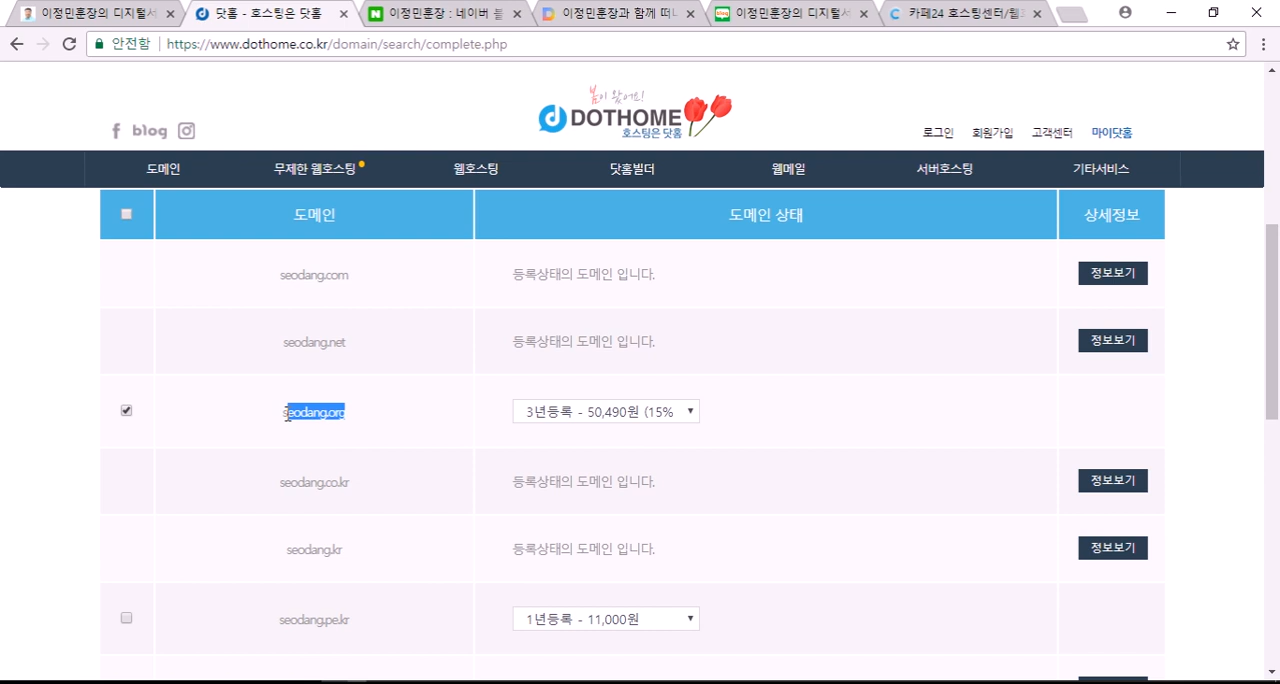 이정민훈장의 디지털서
닷홈 - 호스팅은 닷홈
이정민훈장 : 네이버 블
이정민훈장과 함께 떠나
이정민훈장의 디지털서
카페24 호스팅센터/웹
안전함
https://www.dothome.co.kr/domain/search/complete.php
f blog
봄이 왔어요!
DOTHOME
호스팅은 닷홈
로그인 회원가입 고객센터 마이닷홈
도메인 무제한 웹호스팅 웹호스팅 닷홈빌더 웹메일 서버호스팅 기타서비스
도메인 도메인 상태 상세정보
seodang.com 등록상태의 도메인 입니다. 정보보기
seodang.net 등록상태의 도메인 입니다. 정보보기
seodang.org 3년등록 - 50,490원 (15%
seodang.co.kr 등록상태의 도메인 입니다. 정보보기
seodang.kr 등록상태의 도메인 입니다. 정보보기
seodang.pe.kr 1년등록 - 11,000원